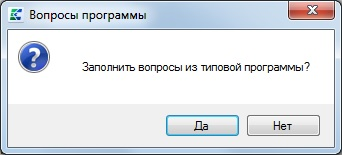 Вопросы программы
Заполнить вопросы из типовой программы?
Да
Нет